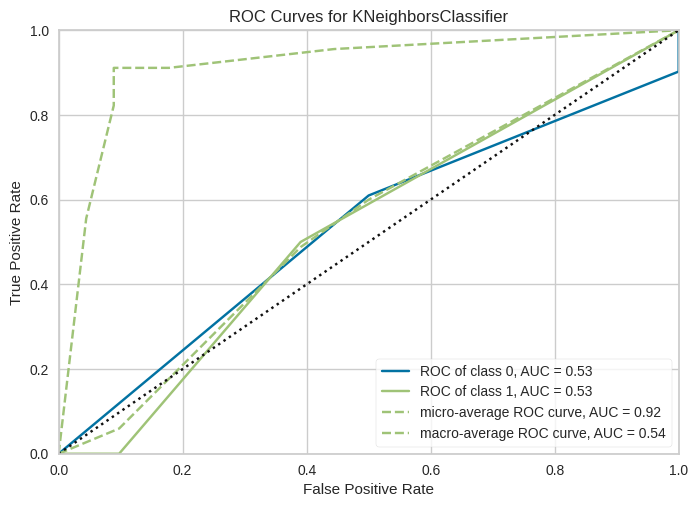 ROC Curves for KNeighborsClassifier
1.0
0.8
0.6
0.4
0.2
0.0
True Positive Rate
0.0 0.2 0.4 0.6 0.8 1.0
False Positive Rate
ROC of class 0, AUC = 0.53
ROC of class 1, AUC = 0.53
micro-average ROC curve, AUC = 0.92
macro-average ROC curve, AUC = 0.54